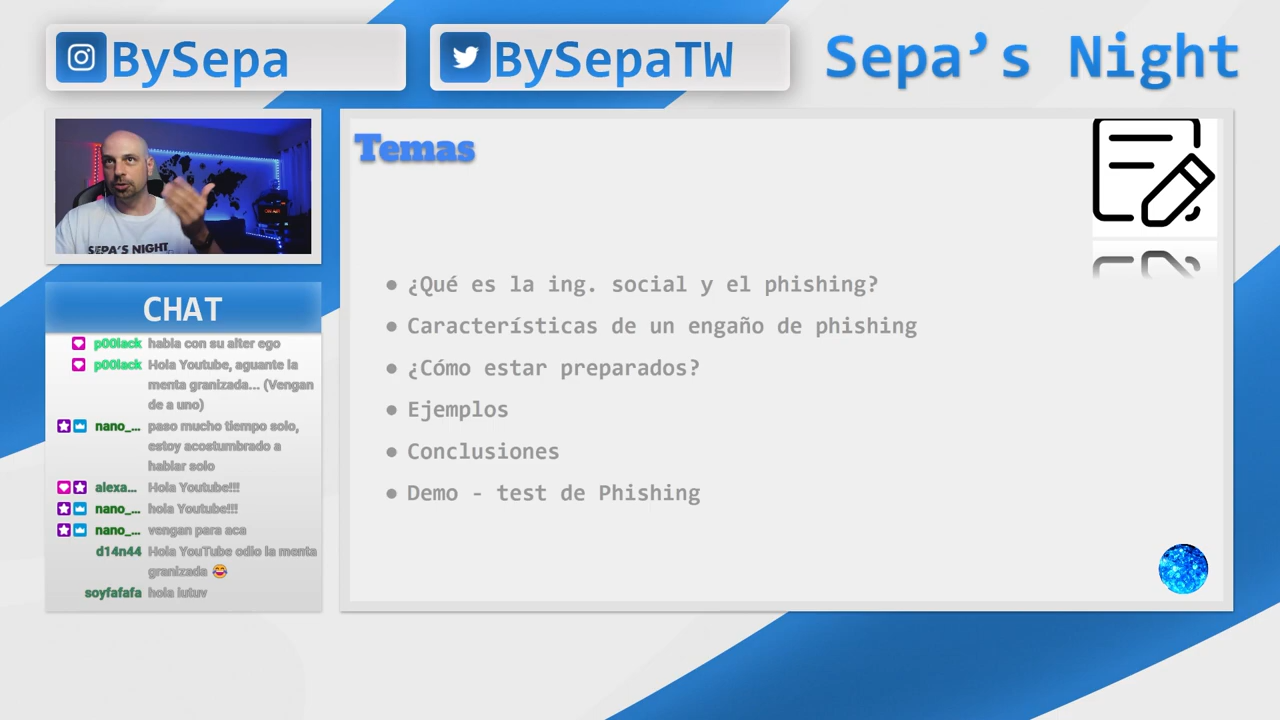 BySepa
BySepaTW
Sepa’s Night
SEPA'S NIGHT
Temas
¿Qué es la ing. social y el phishing?
Características de un engaño de phishing
¿Cómo estar preparados?
Ejemplos
Conclusiones
Demo - test de Phishing
CHAT
p00lack habla con su alter ego
p00lack Hola Youtube, aguante la
menta granizada... (Vengan
de a uno)
nano_... paso mucho tiempo solo,
estoy acostumbrado a
hablar solo
alexa... Hola Youtube!!!
nano_... hola Youtube!!!
nano_... vengan para aca
d14n44 Hola YouTube odio la menta
granizada 😂
soyfafafa hola lutuv